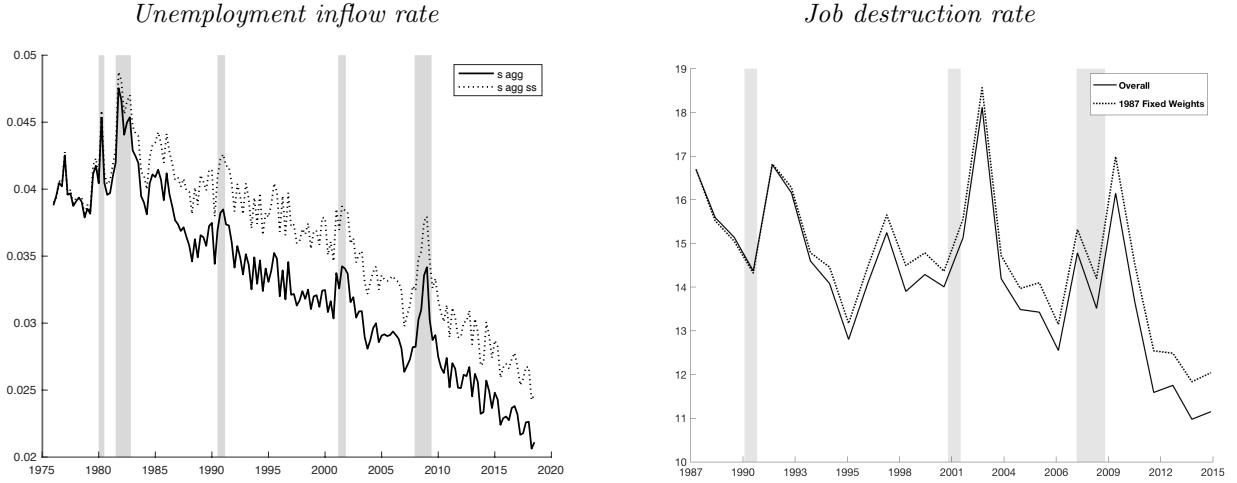 Unemployment inflow rate
0.05
0.045
0.04
0.035
0.03
0.025
0.02
1975 1980 1985 1990 1995 2000 2005 2010 2015 2020
s agg
s agg ss
Job destruction rate
19
18
17
16
15
14
13
12
11
10
1987 1990 1993 1995 1998 2001 2004 2006 2009 2012 2015
Overall
1987 Fixed Weights